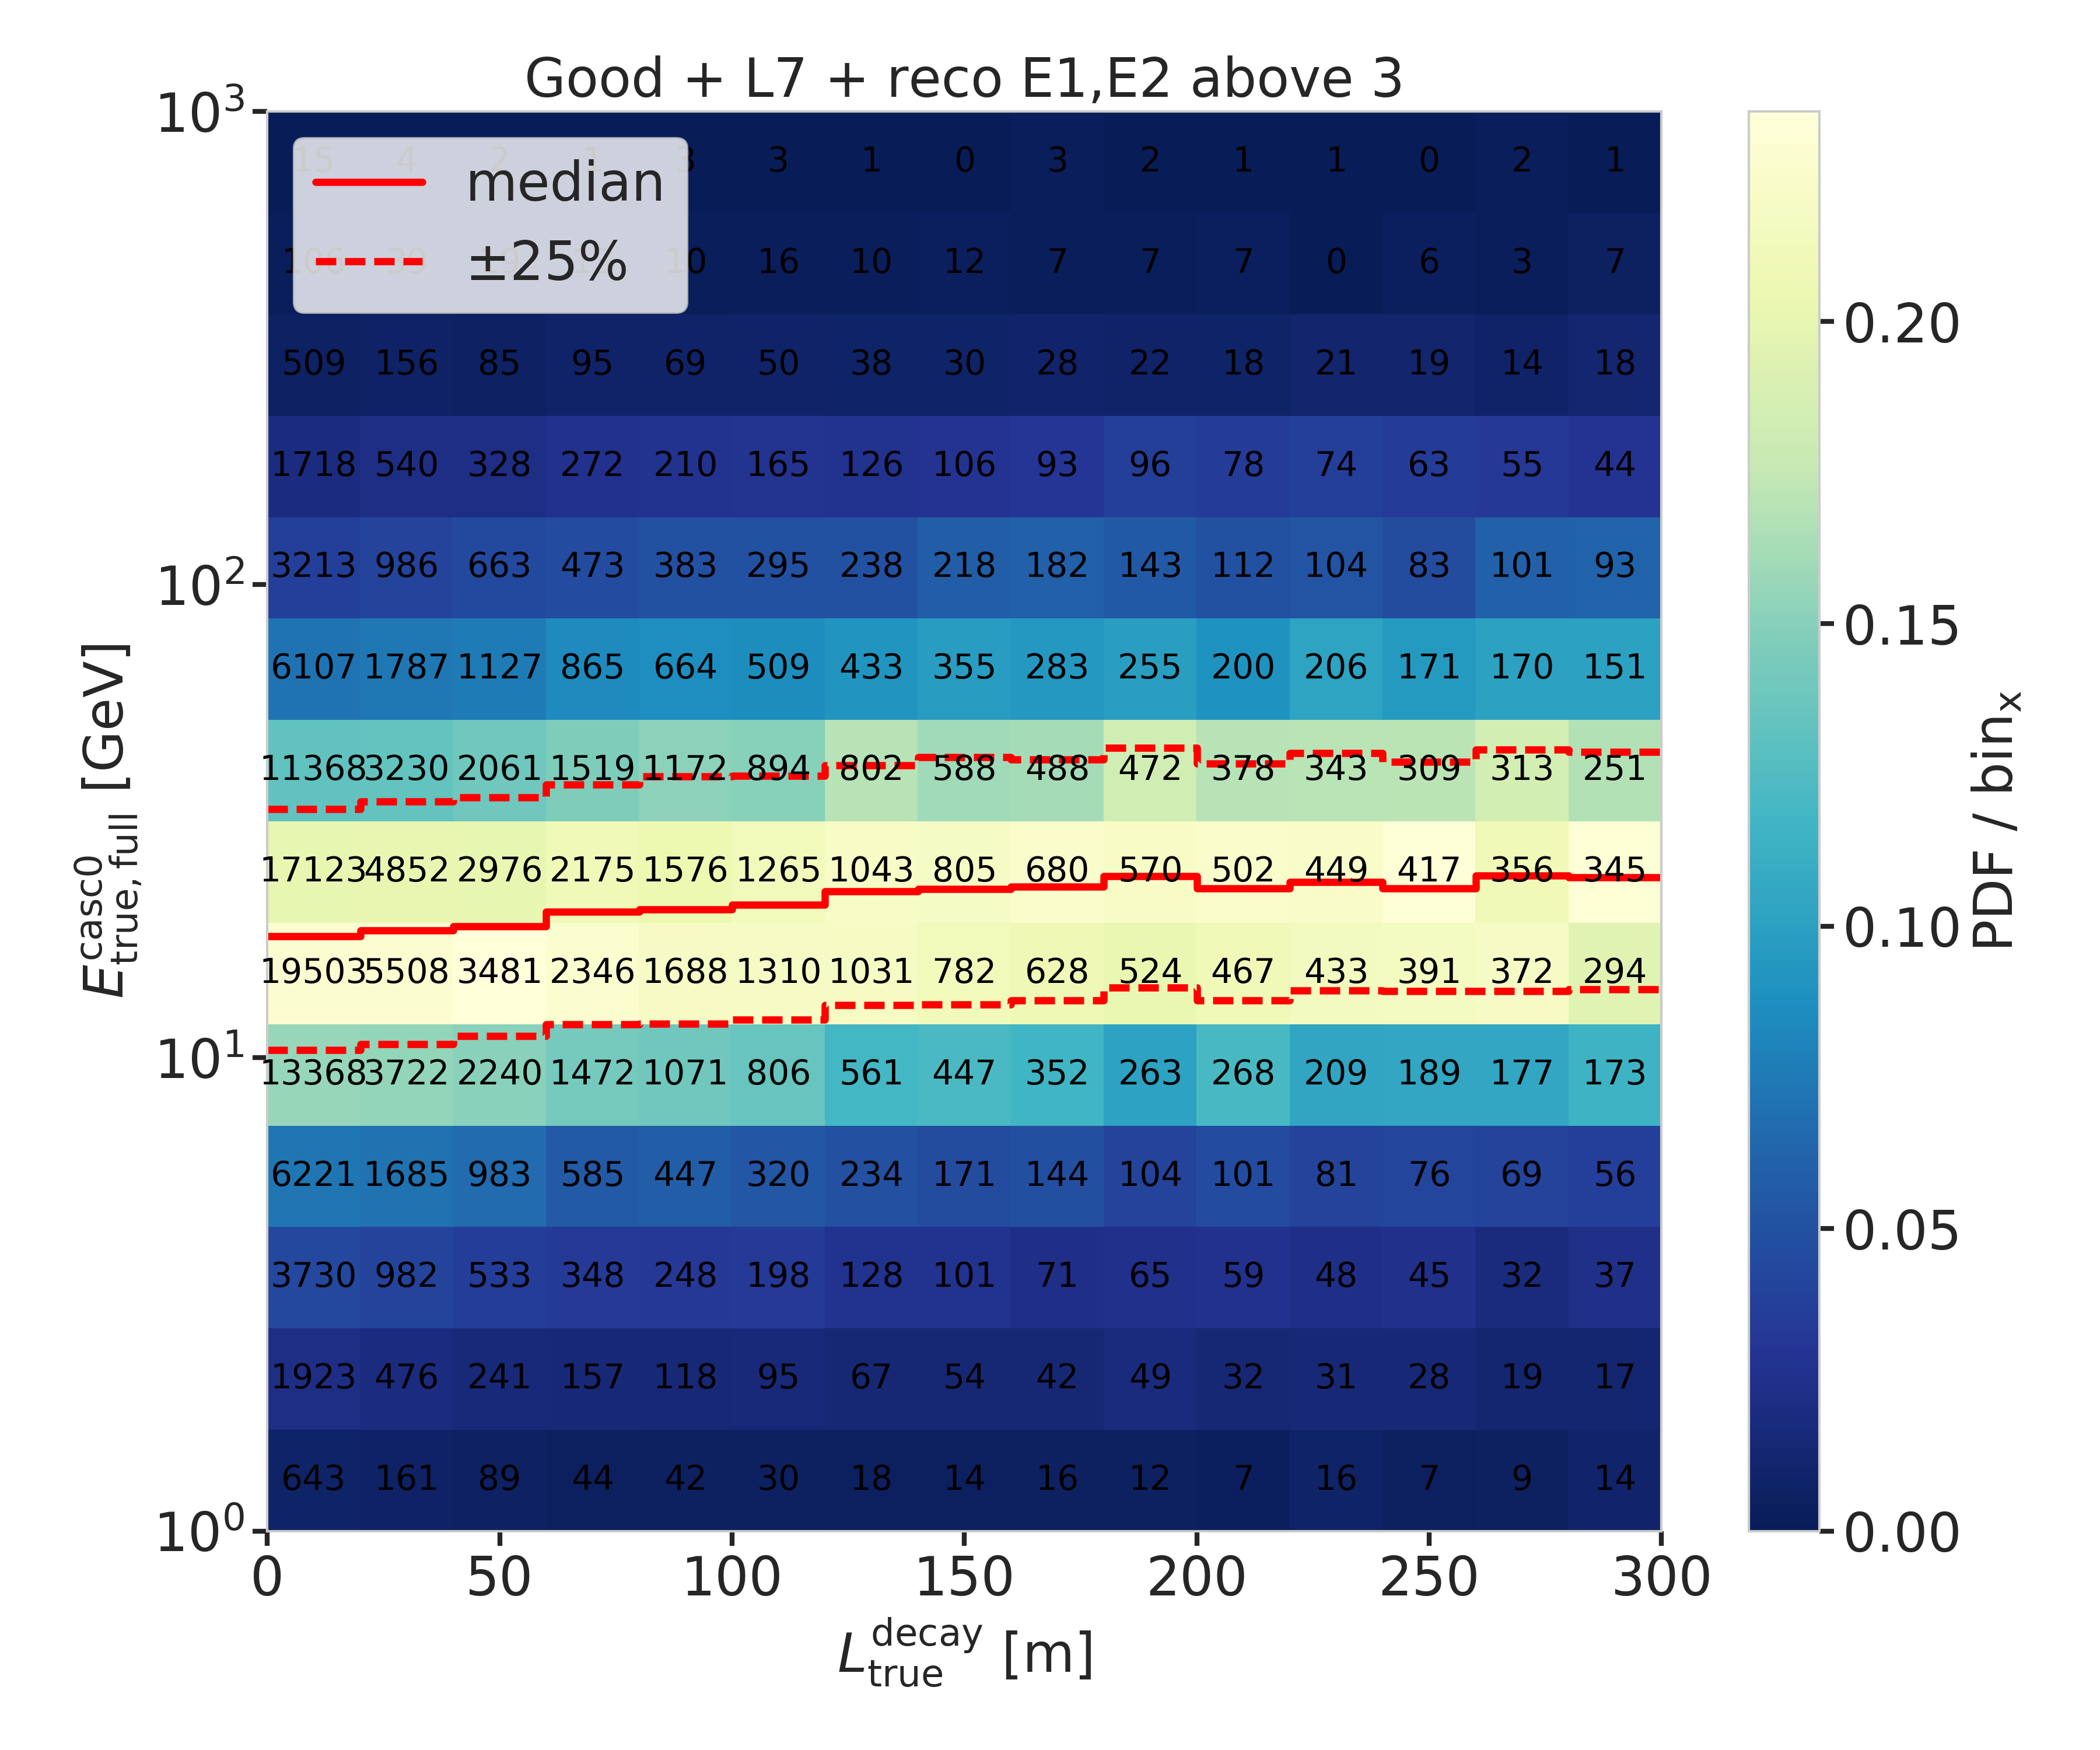 Good + L7 + reco E1,E2 above 3
10³
15 4 2 1 3 3 1 0 3 2 1 1 0 2 1
median
106 39 10 16 10 12 7 7 7 0 6 3 7
±25%
509 156 85 95 69 50 38 30 28 22 18 21 19 14 18
1718 540 328 272 210 165 126 106 93 96 78 74 63 55 44
10²
3213 986 663 473 383 295 238 218 182 143 112 104 83 101 93
6107 1787 1127 865 664 509 433 355 283 255 200 206 171 170 151
11368 3230 2061 1519 1172 894 802 588 488 472 378 343 309 313 251
17123 4852 2976 2175 1576 1265 1043 805 680 570 502 449 417 356 345
19503 5508 3481 2346 1688 1310 1031 782 628 524 467 433 391 372 294
10¹
13368 3722 2240 1472 1071 806 561 447 352 263 268 209 189 177 173
6221 1685 983 585 447 320 234 171 144 104 101 81 76 69 56
3730 982 533 348 248 198 128 101 71 65 59 48 45 32 37
1923 476 241 157 118 95 67 54 42 49 32 31 28 19 17
643 161 89 44 42 30 18 14 16 12 7 16 7 9 14
10⁰
0 50 100 150 200 250 300
L decay true [m]
E casc0 true, full [GeV]
0.20
0.15
0.10
0.05
0.00
PDF / binₓ